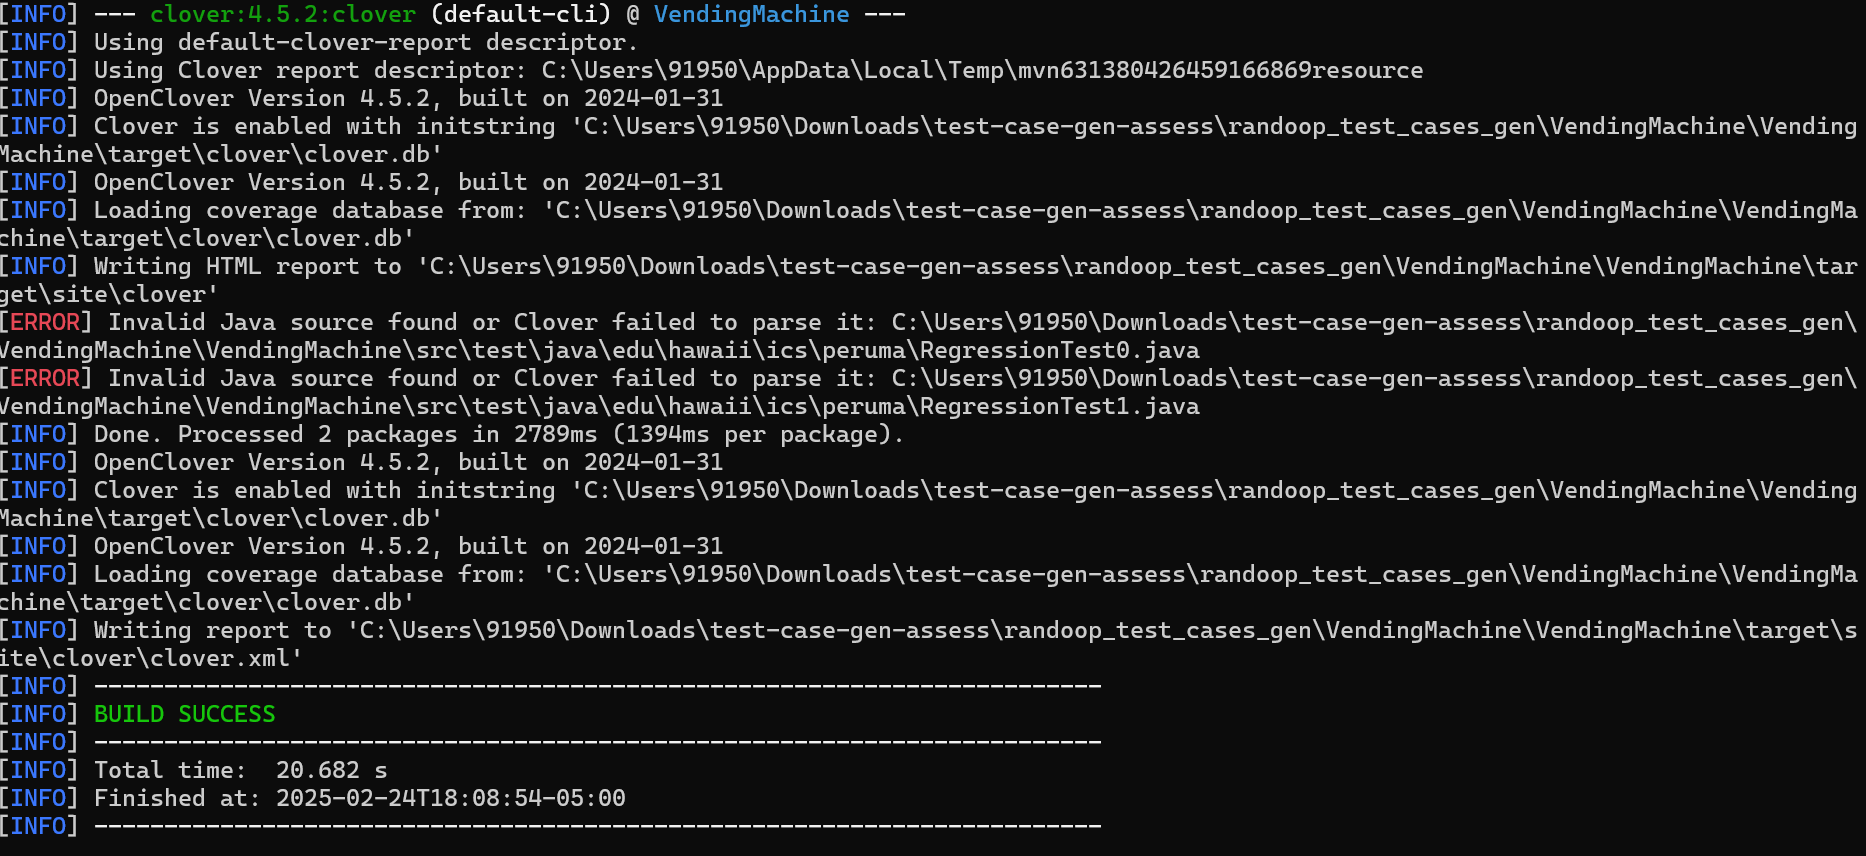 [INFO] --- clover:4.5.2:clover (default-cli) @ VendingMachine ---
[INFO] Using default-clover-report descriptor.
[INFO] Using Clover report descriptor: C:\Users\91950\AppData\Local\Temp\mvn631380426459166869resource
[INFO] OpenClover Version 4.5.2, built on 2024-01-31
[INFO] Clover is enabled with initstring 'C:\Users\91950\Downloads\test-case-gen-assess\randoop_test_cases_gen\VendingMachine\Vending
Machine\target\clover\clover.db'
[INFO] OpenClover Version 4.5.2, built on 2024-01-31
[INFO] Loading coverage database from: 'C:\Users\91950\Downloads\test-case-gen-assess\randoop_test_cases_gen\VendingMachine\VendingMa
chine\target\clover\clover.db'
[INFO] Writing HTML report to 'C:\Users\91950\Downloads\test-case-gen-assess\randoop_test_cases_gen\VendingMachine\VendingMachine\tar
get\site\clover'
[ERROR] Invalid Java source found or Clover failed to parse it: C:\Users\91950\Downloads\test-case-gen-assess\randoop_test_cases_gen\
VendingMachine\VendingMachine\src\test\java\edu\hawaii\ics\peruma\RegressionTest0.java
[ERROR] Invalid Java source found or Clover failed to parse it: C:\Users\91950\Downloads\test-case-gen-assess\randoop_test_cases_gen\
VendingMachine\VendingMachine\src\test\java\edu\hawaii\ics\peruma\RegressionTest1.java
[INFO] Done. Processed 2 packages in 2789ms (1394ms per package).
[INFO] OpenClover Version 4.5.2, built on 2024-01-31
[INFO] Clover is enabled with initstring 'C:\Users\91950\Downloads\test-case-gen-assess\randoop_test_cases_gen\VendingMachine\Vending
Machine\target\clover\clover.db'
[INFO] OpenClover Version 4.5.2, built on 2024-01-31
[INFO] Loading coverage database from: 'C:\Users\91950\Downloads\test-case-gen-assess\randoop_test_cases_gen\VendingMachine\VendingMa
chine\target\clover\clover.db'
[INFO] Writing report to 'C:\Users\91950\Downloads\test-case-gen-assess\randoop_test_cases_gen\VendingMachine\VendingMachine\target\s
ite\clover\clover.xml'
[INFO] ------------------------------------------------------------------------
[INFO] BUILD SUCCESS
[INFO] ------------------------------------------------------------------------
[INFO] Total time:  20.682 s
[INFO] Finished at: 2025-02-24T18:08:54-05:00
[INFO] ------------------------------------------------------------------------